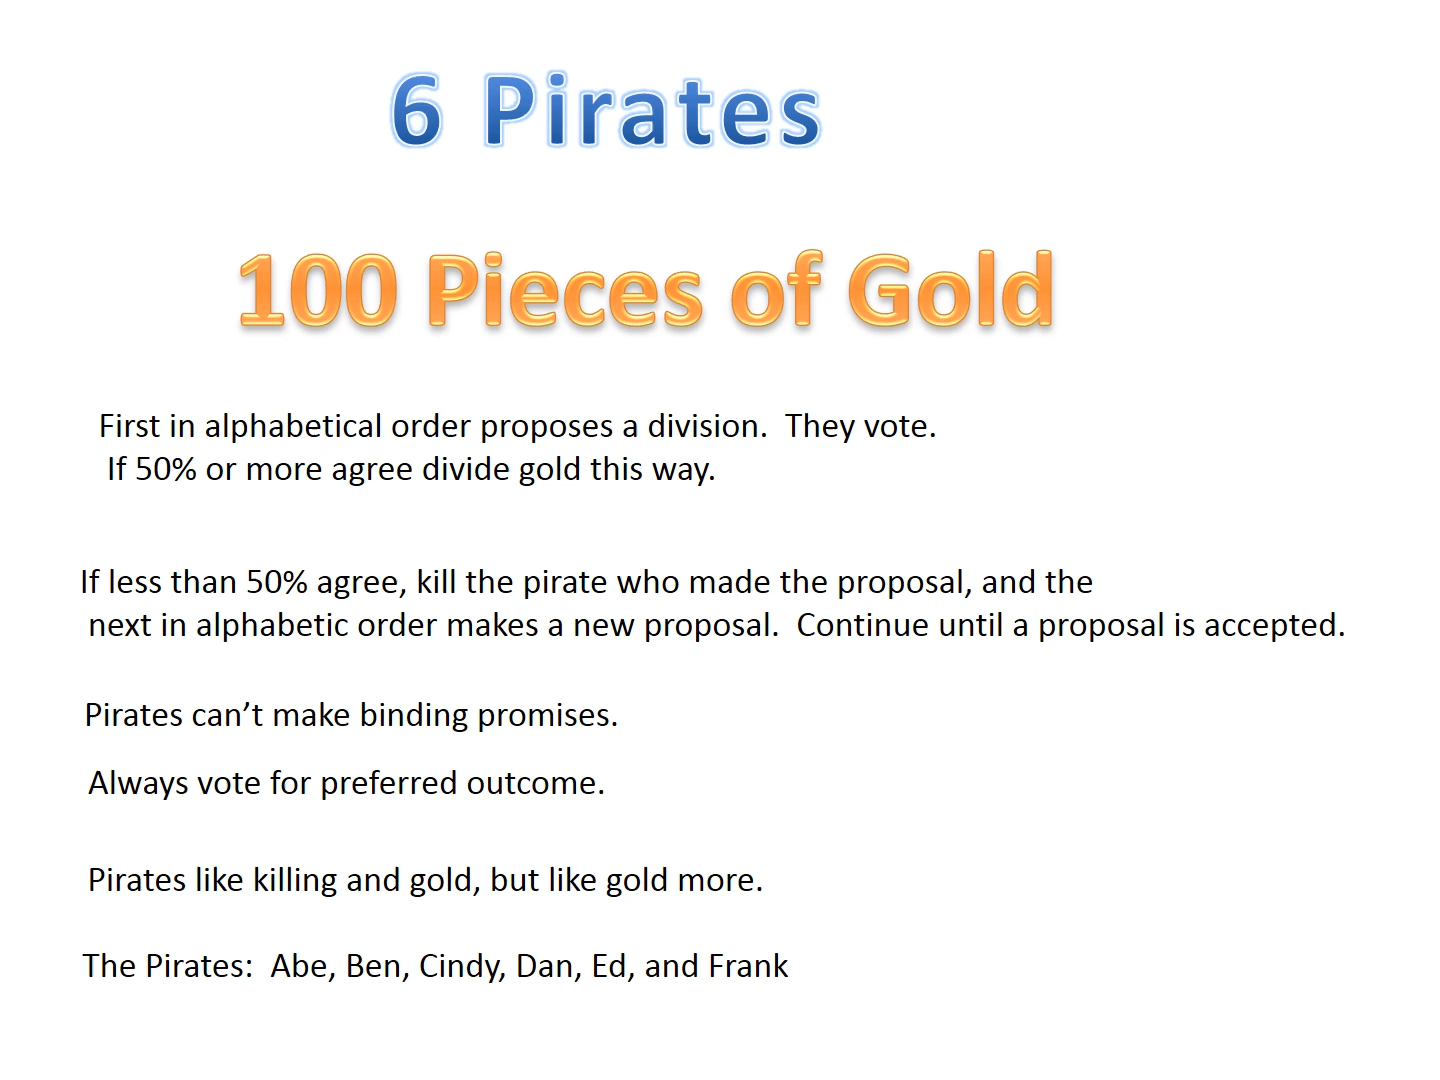 6 Pirates
100 Pieces of Gold
First in alphabetical order proposes a division.  They vote.
If 50% or more agree divide gold this way.
If less than 50% agree, kill the pirate who made the proposal, and the
next in alphabetic order makes a new proposal.  Continue until a proposal is accepted.
Pirates can’t make binding promises.
Always vote for preferred outcome.
Pirates like killing and gold, but like gold more.
The Pirates:  Abe, Ben, Cindy, Dan, Ed, and Frank